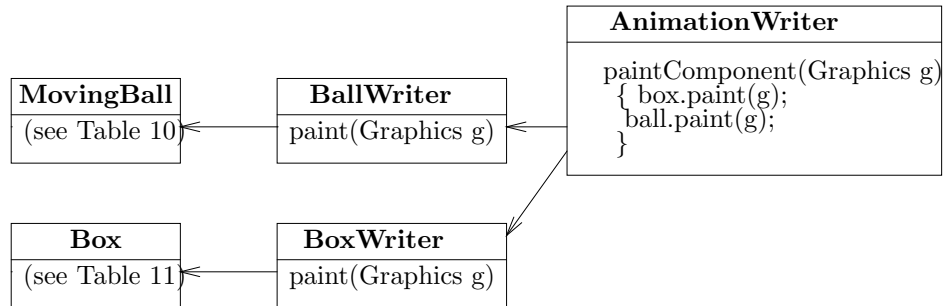 AnimationWriter
paintComponent(Graphics g)
{ box.paint(g);
ball.paint(g);
}
MovingBall
(see Table 10)
BallWriter
paint(Graphics g)
Box
(see Table 11)
BoxWriter
paint(Graphics g)